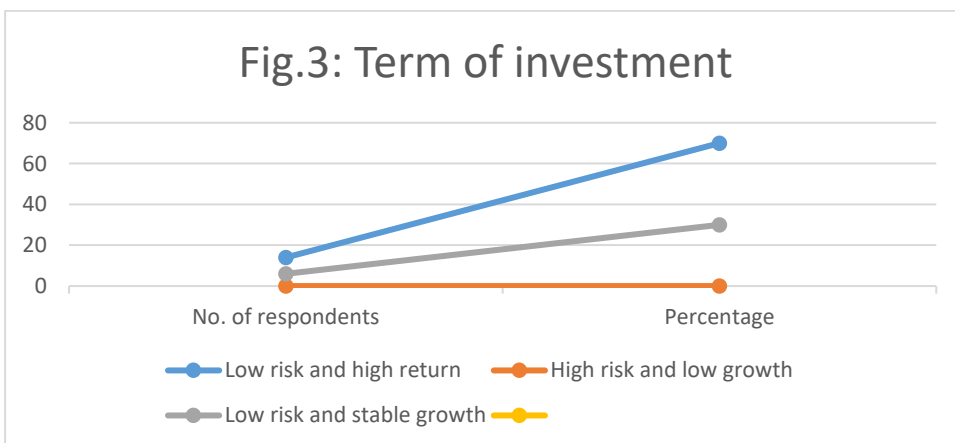 Fig.3: Term of investment
80
60
40
20
0
No. of respondents Percentage
Low risk and high return High risk and low growth
Low risk and stable growth